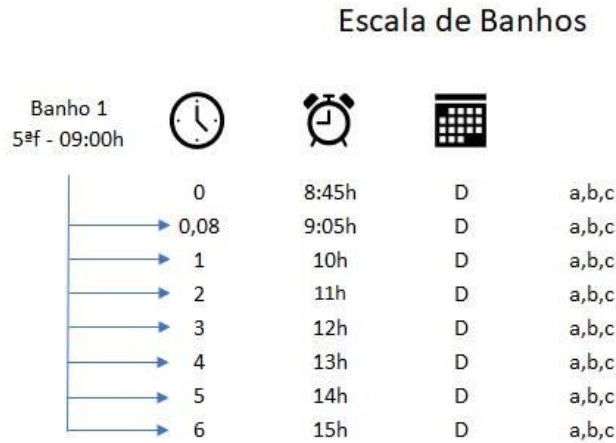 Escala de Banhos
Banho 1
5ªf - 09:00h
0 8:45h D a,b,c
0,08 9:05h D a,b,c
1 10h D a,b,c
2 11h D a,b,c
3 12h D a,b,c
4 13h D a,b,c
5 14h D a,b,c
6 15h D a,b,c